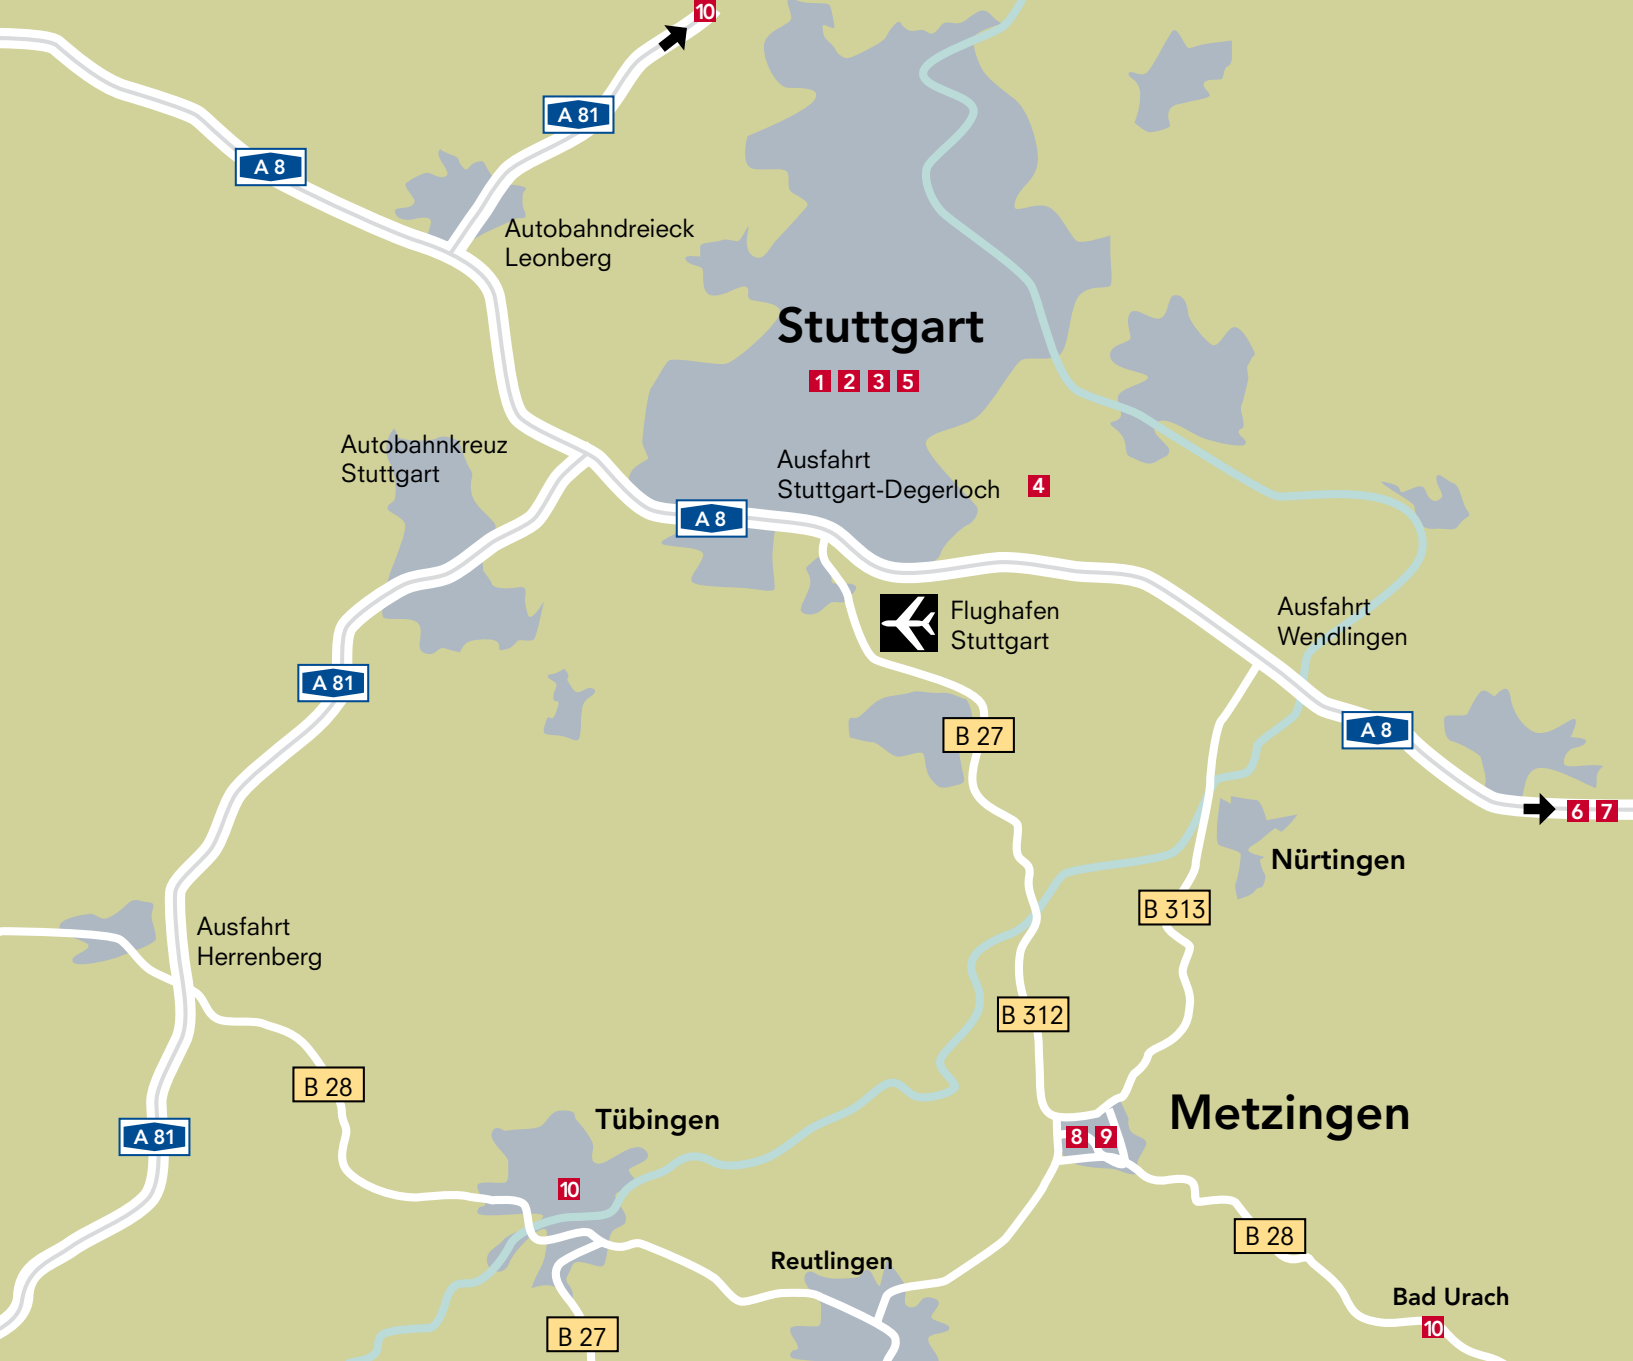 10
A 81
A 8
Autobahndreieck
Leonberg
Stuttgart
1 2 3 5
Autobahnkreuz
Stuttgart
Ausfahrt
Stuttgart-Degerloch
4
A 8
Flughafen
Stuttgart
Ausfahrt
Wendlingen
A 81
B 27
A 8
6 7
Nürtingen
B 313
Ausfahrt
Herrenberg
B 312
B 28
Tübingen
Metzingen
A 81
8 9
10
B 28
Reutlingen
Bad Urach
10
B 27